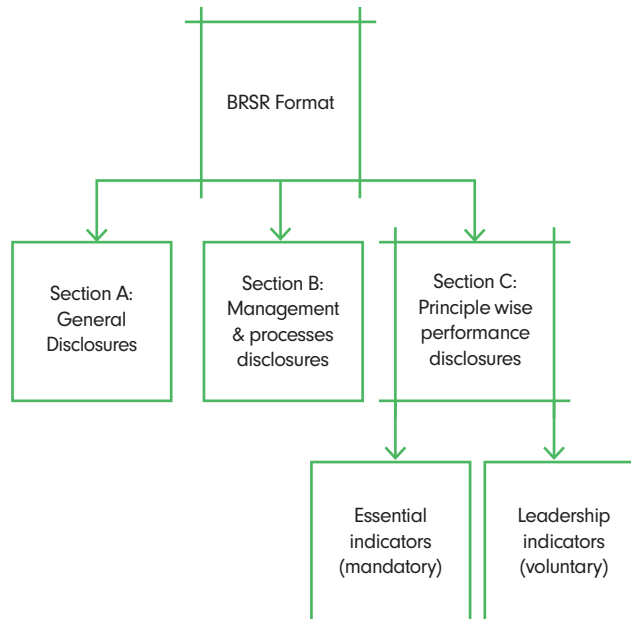 BRSR Format
Section A:
General
Disclosures
Section B:
Management
& processes
disclosures
Section C:
Principle wise
performance
disclosures
Essential
indicators
(mandatory)
Leadership
indicators
(voluntary)